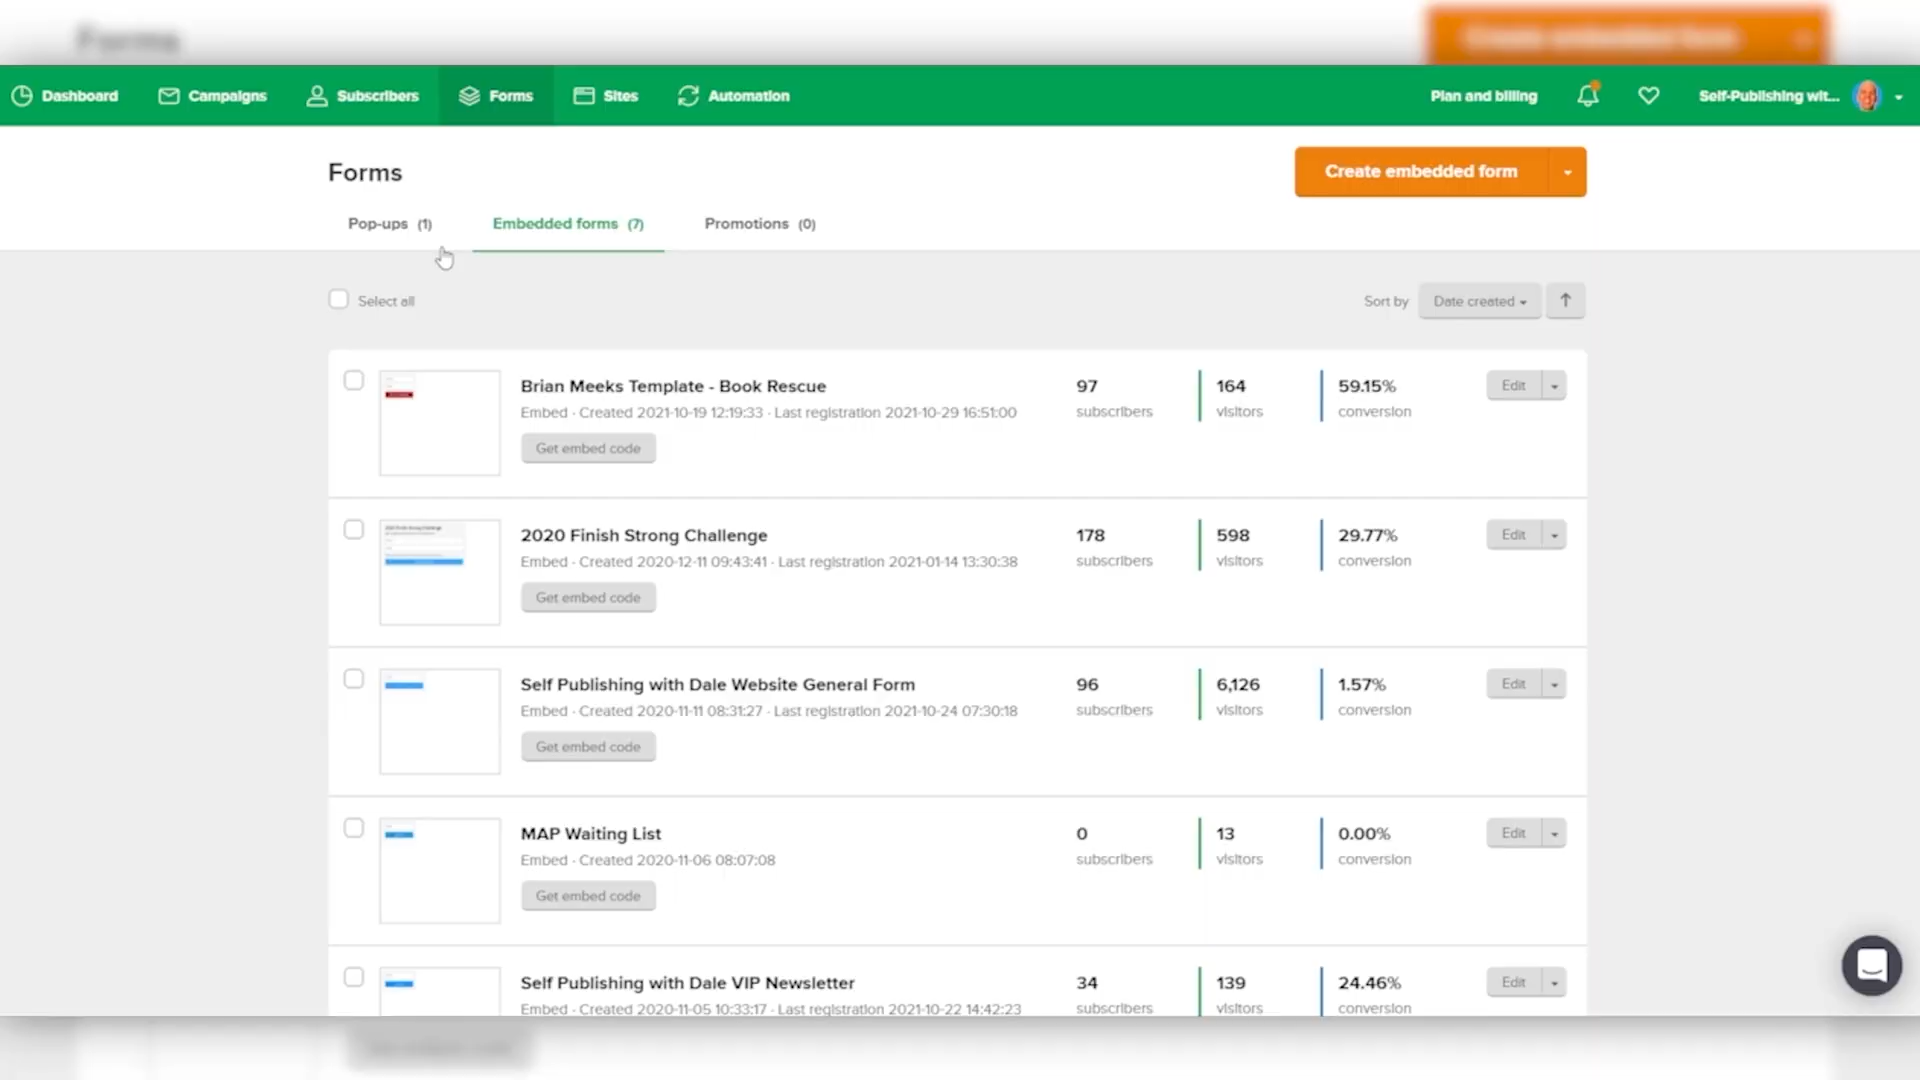 Forms
Create embedded form
Dashboard
Campaigns
Subscribers
Forms
Sites
Automation
Plan and billing
Self-Publishing wit...
Forms
Create embedded form
Pop-ups (1)
Embedded forms (7)
Promotions (0)
Select all
Sort by
Date created
Brian Meeks Template - Book Rescue
Embed · Created 2021-10-19 12:19:33 · Last registration 2021-10-29 16:51:00
Get embed code
97
subscribers
164
visitors
59.15%
conversion
Edit
2020 Finish Strong Challenge
Embed · Created 2020-12-11 09:43:41 · Last registration 2021-01-14 13:30:38
Get embed code
178
subscribers
598
visitors
29.77%
conversion
Edit
Self Publishing with Dale Website General Form
Embed · Created 2020-11-11 08:31:27 · Last registration 2021-10-24 07:30:18
Get embed code
96
subscribers
6,126
visitors
1.57%
conversion
Edit
MAP Waiting List
Embed · Created 2020-11-06 08:07:08
Get embed code
0
subscribers
13
visitors
0.00%
conversion
Edit
Self Publishing with Dale VIP Newsletter
Embed · Created 2020-11-05 10:33:17 · Last registration 2021-10-22 14:42:23
34
subscribers
139
visitors
24.46%
conversion
Edit